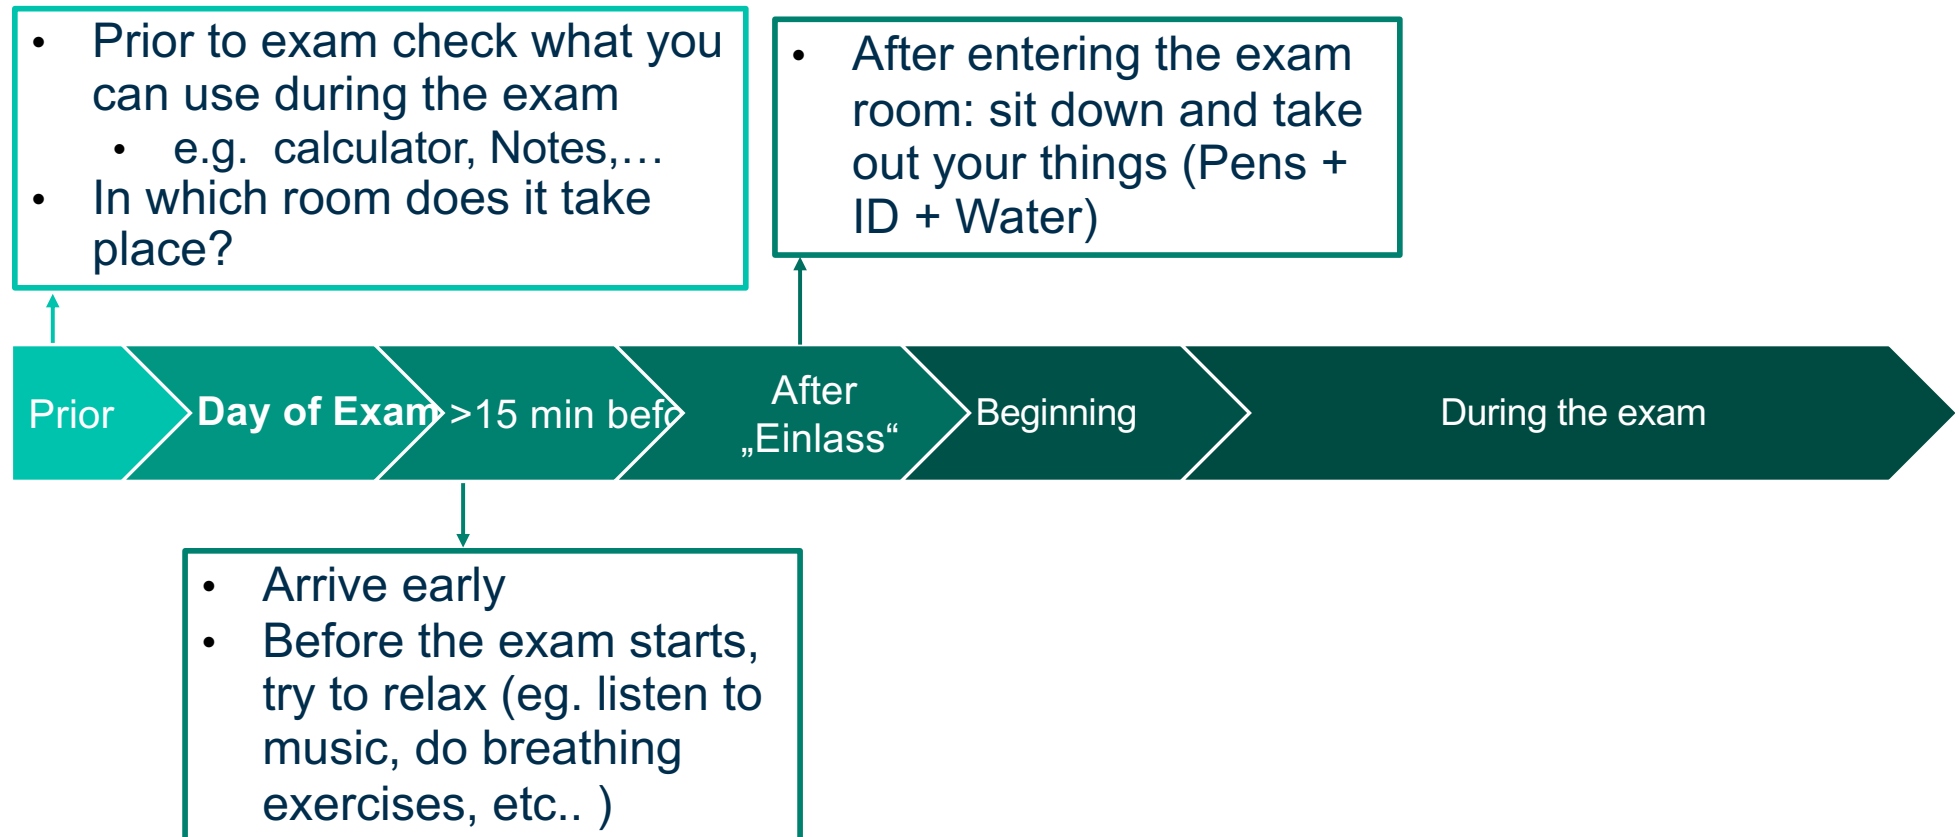 • Prior to exam check what you
can use during the exam
• e.g. calculator, Notes,…
• In which room does it take
place?
• After entering the exam
room: sit down and take
out your things (Pens +
ID + Water)
Prior
Day of Exam
>15 min befo
After
„Einlass“
Beginning
During the exam
• Arrive early
• Before the exam starts,
try to relax (eg. listen to
music, do breathing
exercises, etc.. )